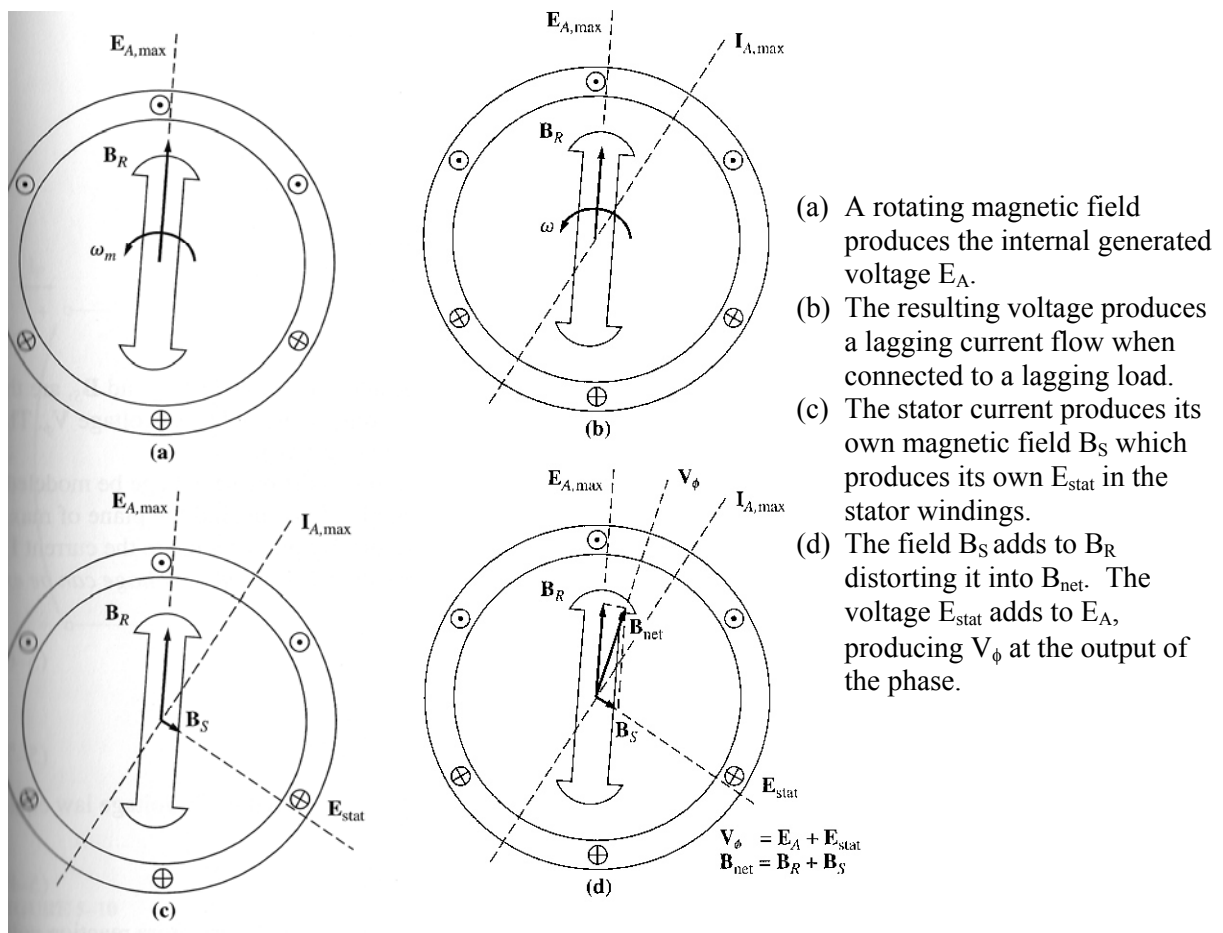 E_A,max
B_R
ω_m
(a)
E_A,max
I_A,max
B_R
ω
(b)
(a) A rotating magnetic field
produces the internal generated
voltage E_A.
(b) The resulting voltage produces
a lagging current flow when
connected to a lagging load.
(c) The stator current produces its
own magnetic field B_S which
produces its own E_stat in the
stator windings.
(d) The field B_S adds to B_R
distorting it into B_net. The
voltage E_stat adds to E_A,
producing V_ϕ at the output of
the phase.
E_A,max
I_A,max
B_R
B_S
E_stat
(c)
E_A,max
V_ϕ
I_A,max
B_R
B_net
B_S
E_stat
V_ϕ = E_A + E_stat
B_net = B_R + B_S
(d)
be modeled
the current I